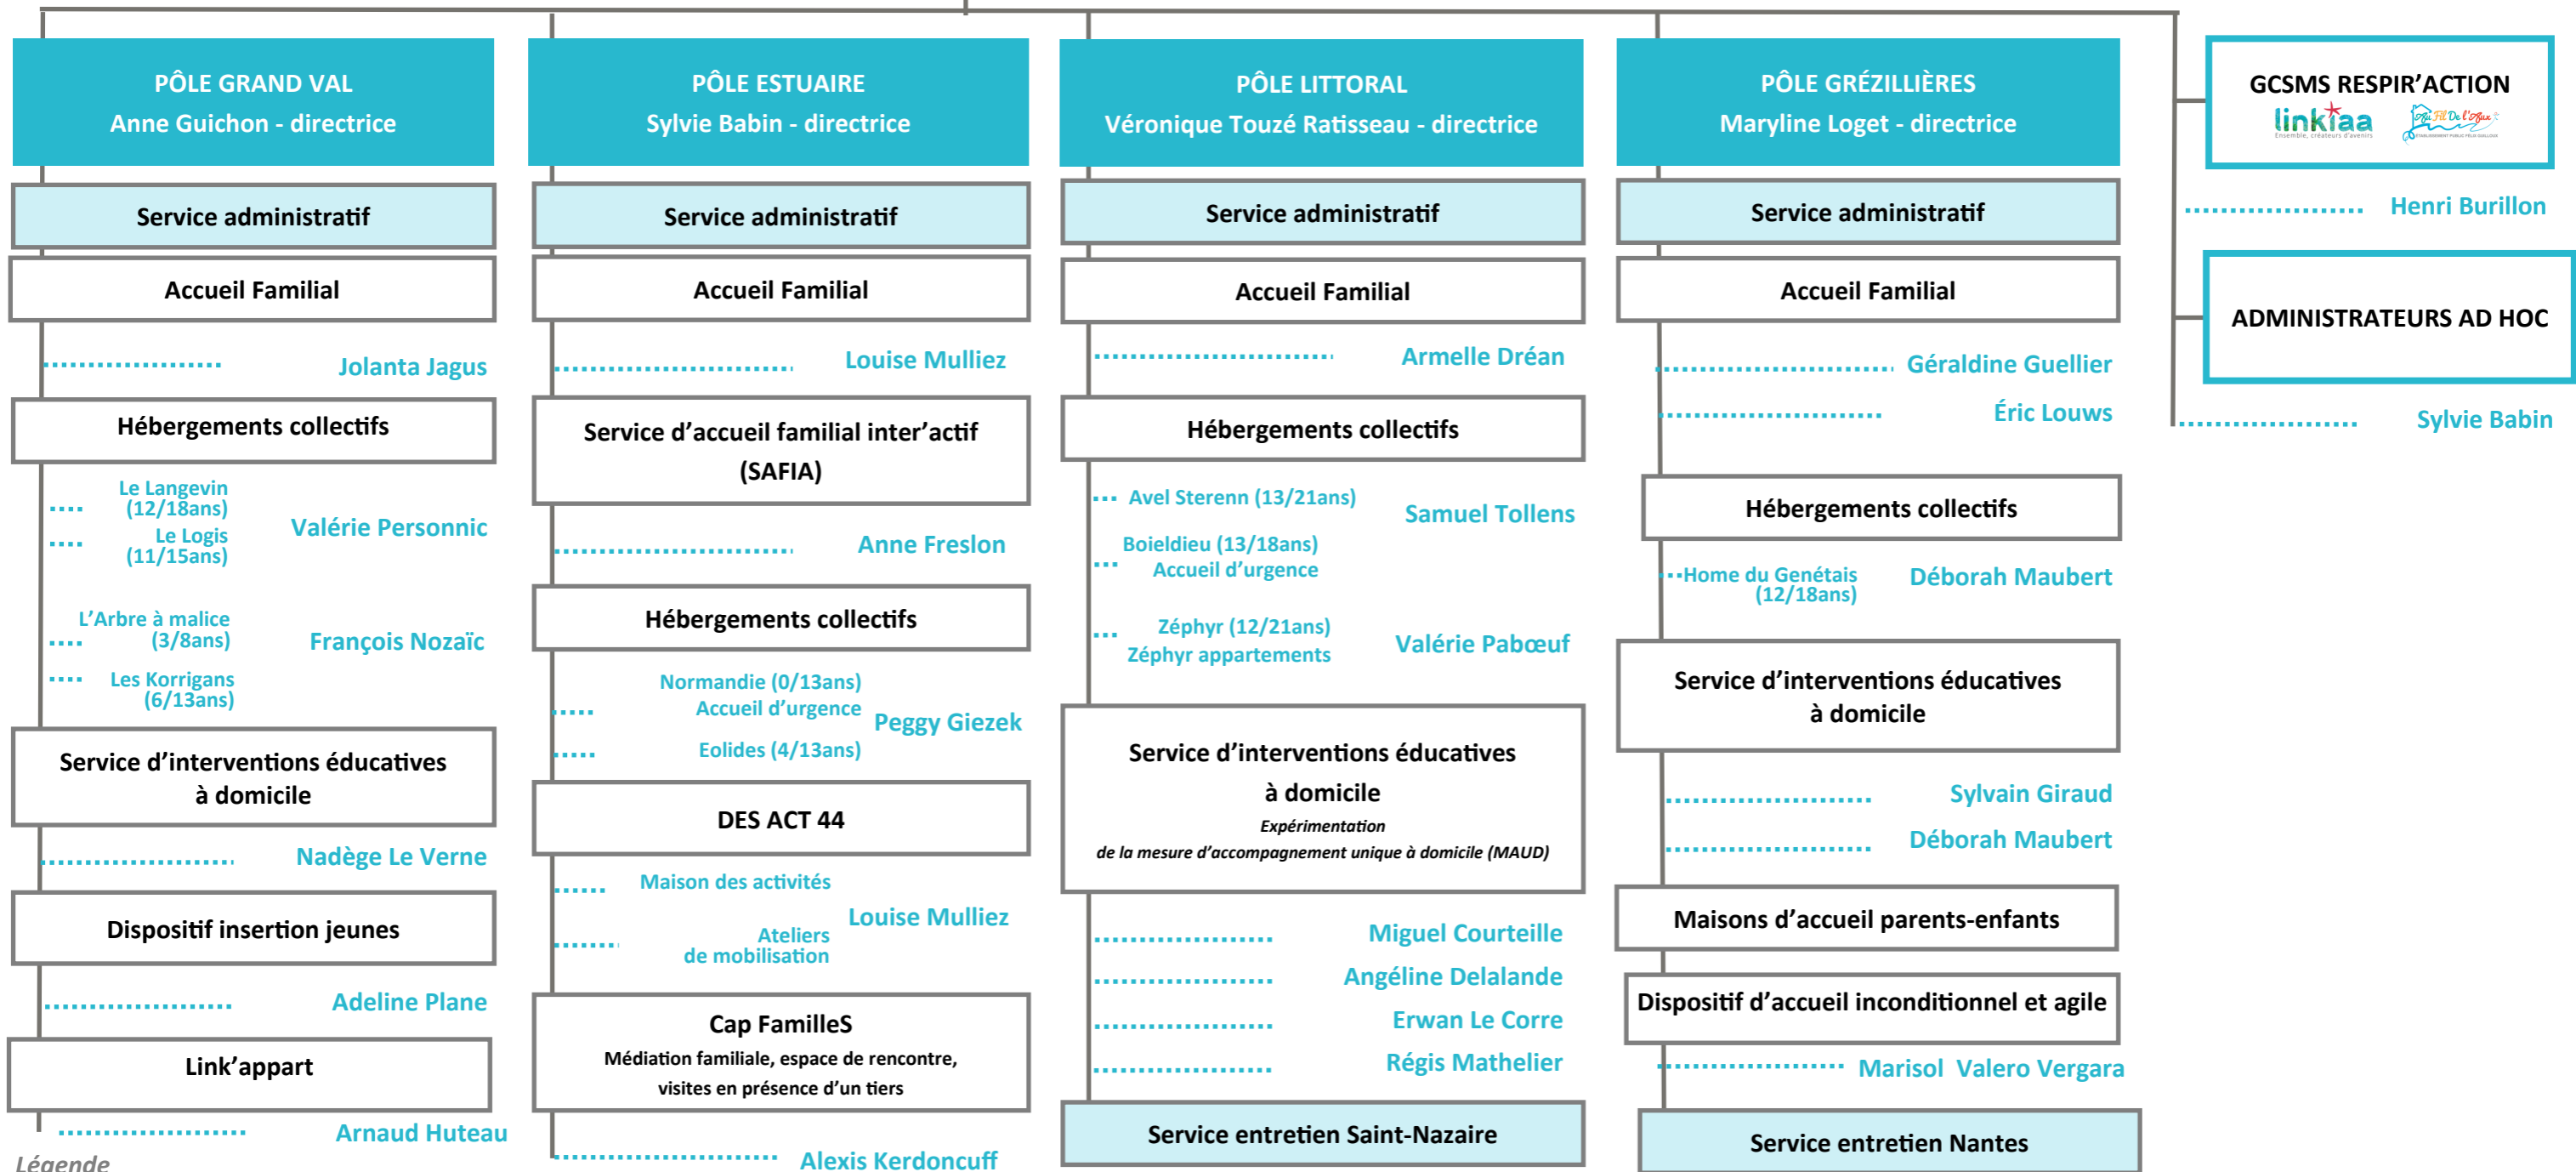 PÔLE GRAND VAL
Anne Guichon - directrice
Service administratif
Accueil Familial
Jolanta Jagus
Hébergements collectifs
Le Langevin
(12/18ans)
Le Logis
(11/15ans)
Valérie Personnic
L’Arbre à malice
(3/8ans)
François Nozaïc
Les Korrigans
(6/13ans)
Service d’interventions éducatives
à domicile
Nadège Le Verne
Dispositif insertion jeunes
Adeline Plane
Link’appart
Arnaud Huteau
Légende
PÔLE ESTUAIRE
Sylvie Babin - directrice
Service administratif
Accueil Familial
Louise Mulliez
Service d’accueil familial inter’actif
(SAFIA)
Anne Freslon
Hébergements collectifs
Normandie (0/13ans)
Accueil d’urgence
Peggy Giezek
Eolides (4/13ans)
DES ACT 44
Maison des activités
Louise Mulliez
Ateliers
de mobilisation
Cap FamilleS
Médiation familiale, espace de rencontre,
visites en présence d’un tiers
Alexis Kerdoncuff
PÔLE LITTORAL
Véronique Touzé Ratisseau - directrice
Service administratif
Accueil Familial
Armelle Dréan
Hébergements collectifs
Avel Sterenn (13/21ans)
Samuel Tollens
Boieldieu (13/18ans)
Accueil d’urgence
Zéphyr (12/21ans)
Zéphyr appartements
Valérie Pabœuf
Service d’interventions éducatives
à domicile
Expérimentation
de la mesure d’accompagnement unique à domicile (MAUD)
Miguel Courteille
Angéline Delalande
Erwan Le Corre
Régis Mathelier
Service entretien Saint-Nazaire
PÔLE GRÉZILLIÈRES
Maryline Loget - directrice
Service administratif
Accueil Familial
Géraldine Guellier
Éric Louws
Hébergements collectifs
Home du Genétais
(12/18ans)
Déborah Maubert
Service d’interventions éducatives
à domicile
Sylvain Giraud
Déborah Maubert
Maisons d’accueil parents-enfants
Dispositif d’accueil inconditionnel et agile
Marisol Valero Vergara
Service entretien Nantes
GCSMS RESPIR’ACTION
linkiaa
Ensemble, créateurs d'avenirs
Au Fil De l'Ajux
Henri Burillon
ADMINISTRATEURS AD HOC
Sylvie Babin